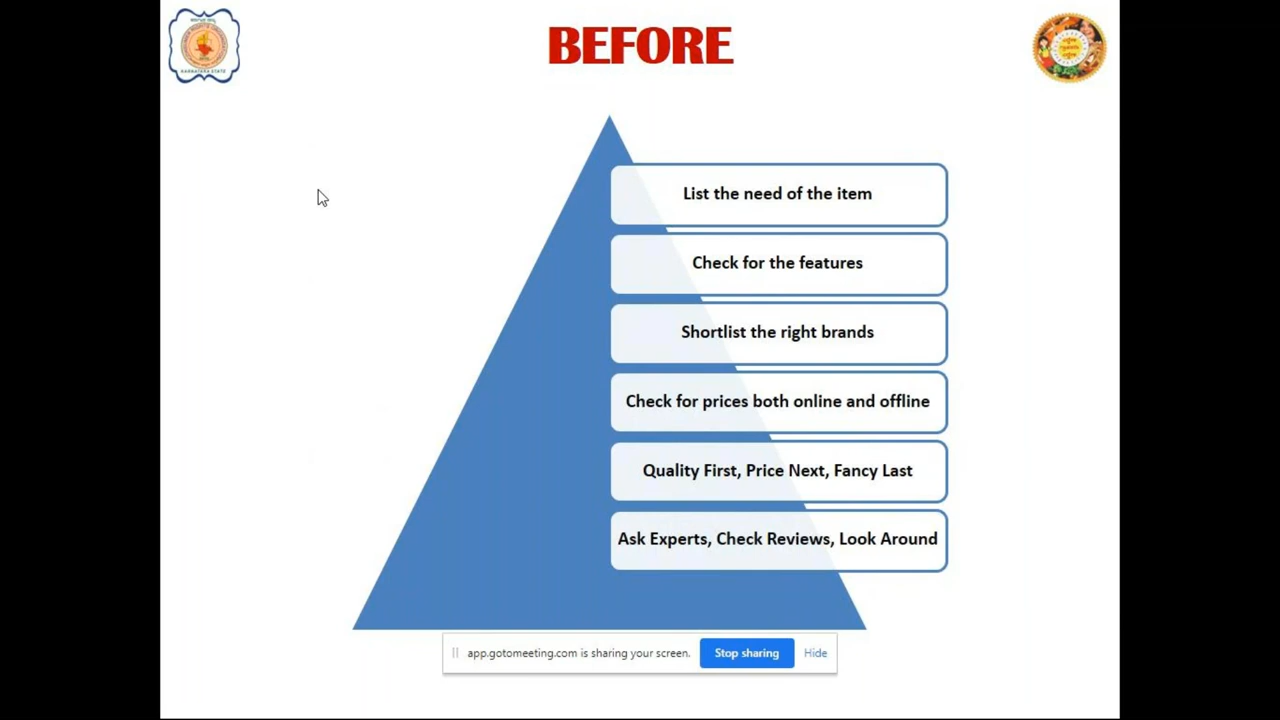 BEFORE
KARNATAKA STATE
List the need of the item
Check for the features
Shortlist the right brands
Check for prices both online and offline
Quality First, Price Next, Fancy Last
Ask Experts, Check Reviews, Look Around
app.gotomeeting.com is sharing your screen.
Stop sharing
Hide